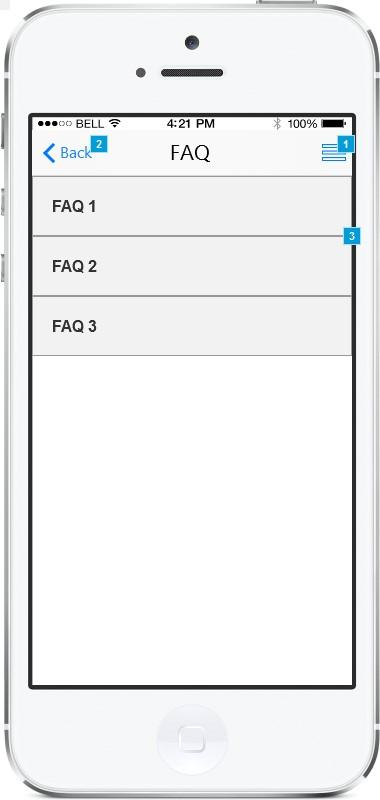 BELL 4:21 PM 100%
Back 2 FAQ 1
3
FAQ 1
FAQ 2
FAQ 3